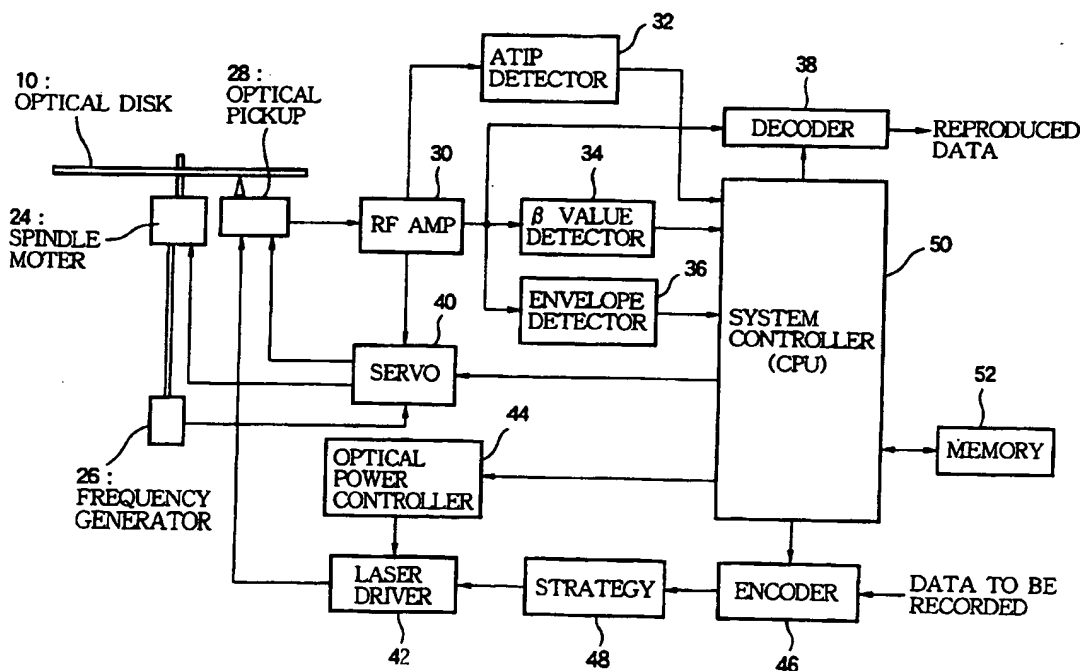 32
ATIP
DETECTOR
10:
OPTICAL DISK
28:
OPTICAL
PICKUP
38
DECODER
REPRODUCED
DATA
30
RF AMP
34
β VALUE
DETECTOR
24:
SPINDLE
MOTER
50
36
ENVELOPE
DETECTOR
SYSTEM
CONTROLLER
(CPU)
40
SERVO
52
MEMORY
44
OPTICAL
POWER
CONTROLLER
26:
FREQUENCY
GENERATOR
LASER
DRIVER
STRATEGY
ENCODER
DATA TO BE
RECORDED
42
48
46